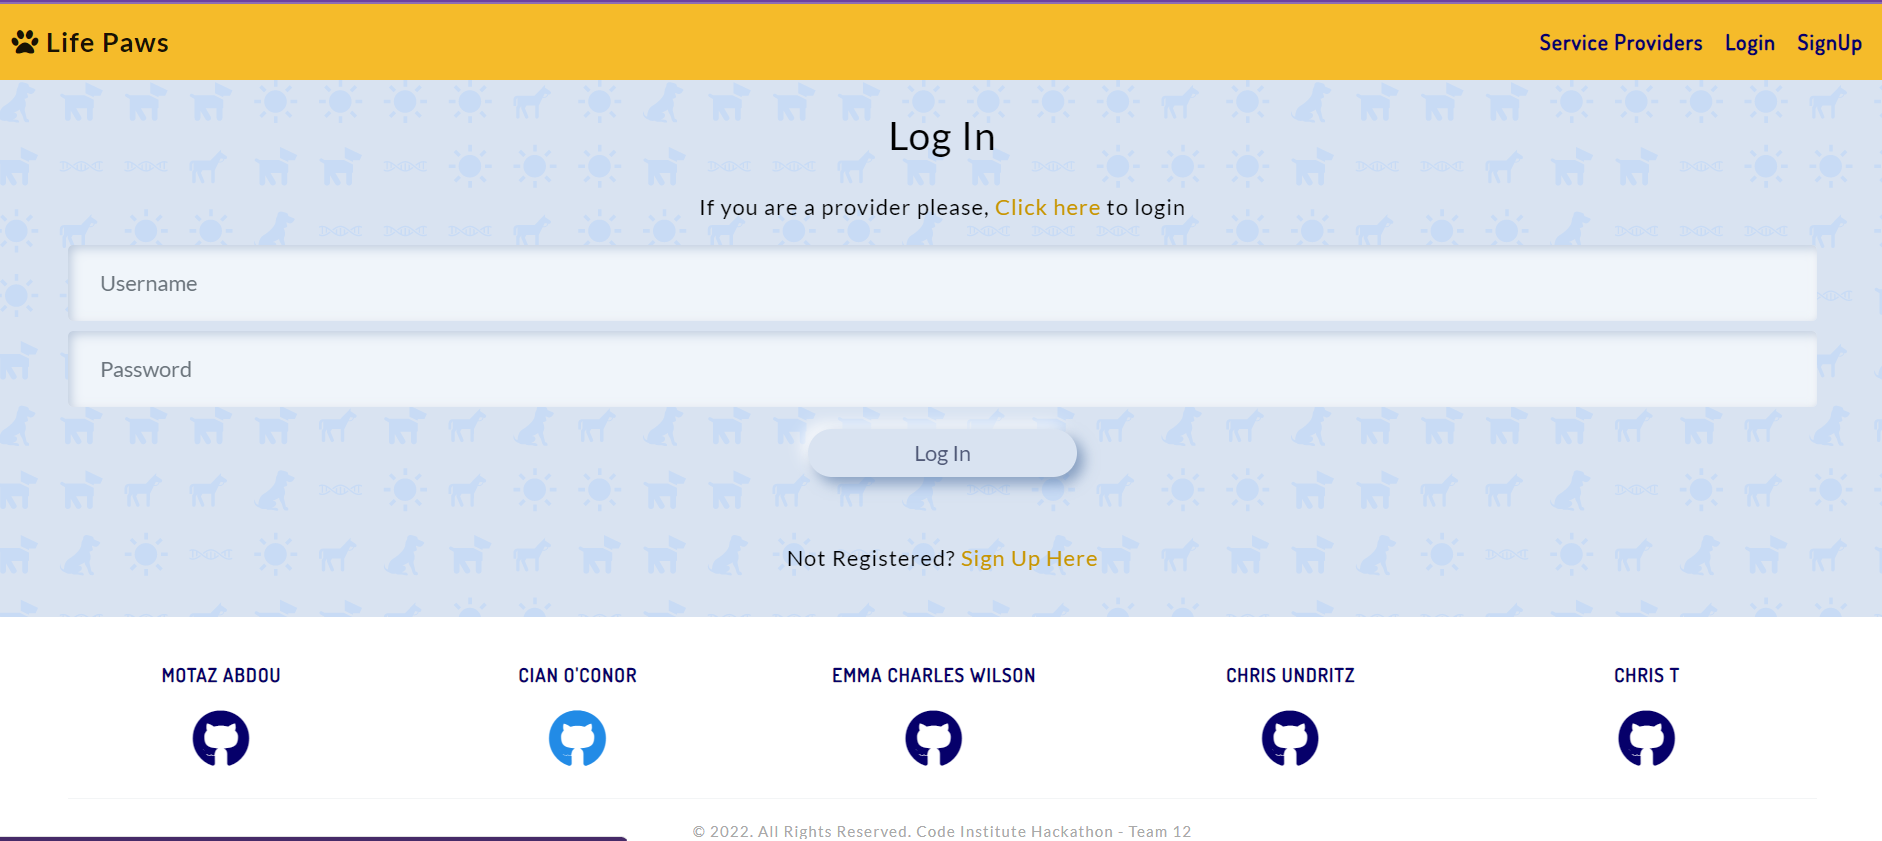 Life Paws
Service Providers Login SignUp
Log In
If you are a provider please, Click here to login
Username
Password
Log In
Not Registered? Sign Up Here
MOTAZ ABDOU
CIAN O'CONOR
EMMA CHARLES WILSON
CHRIS UNDRITZ
CHRIS T
© 2022. All Rights Reserved. Code Institute Hackathon - Team 12